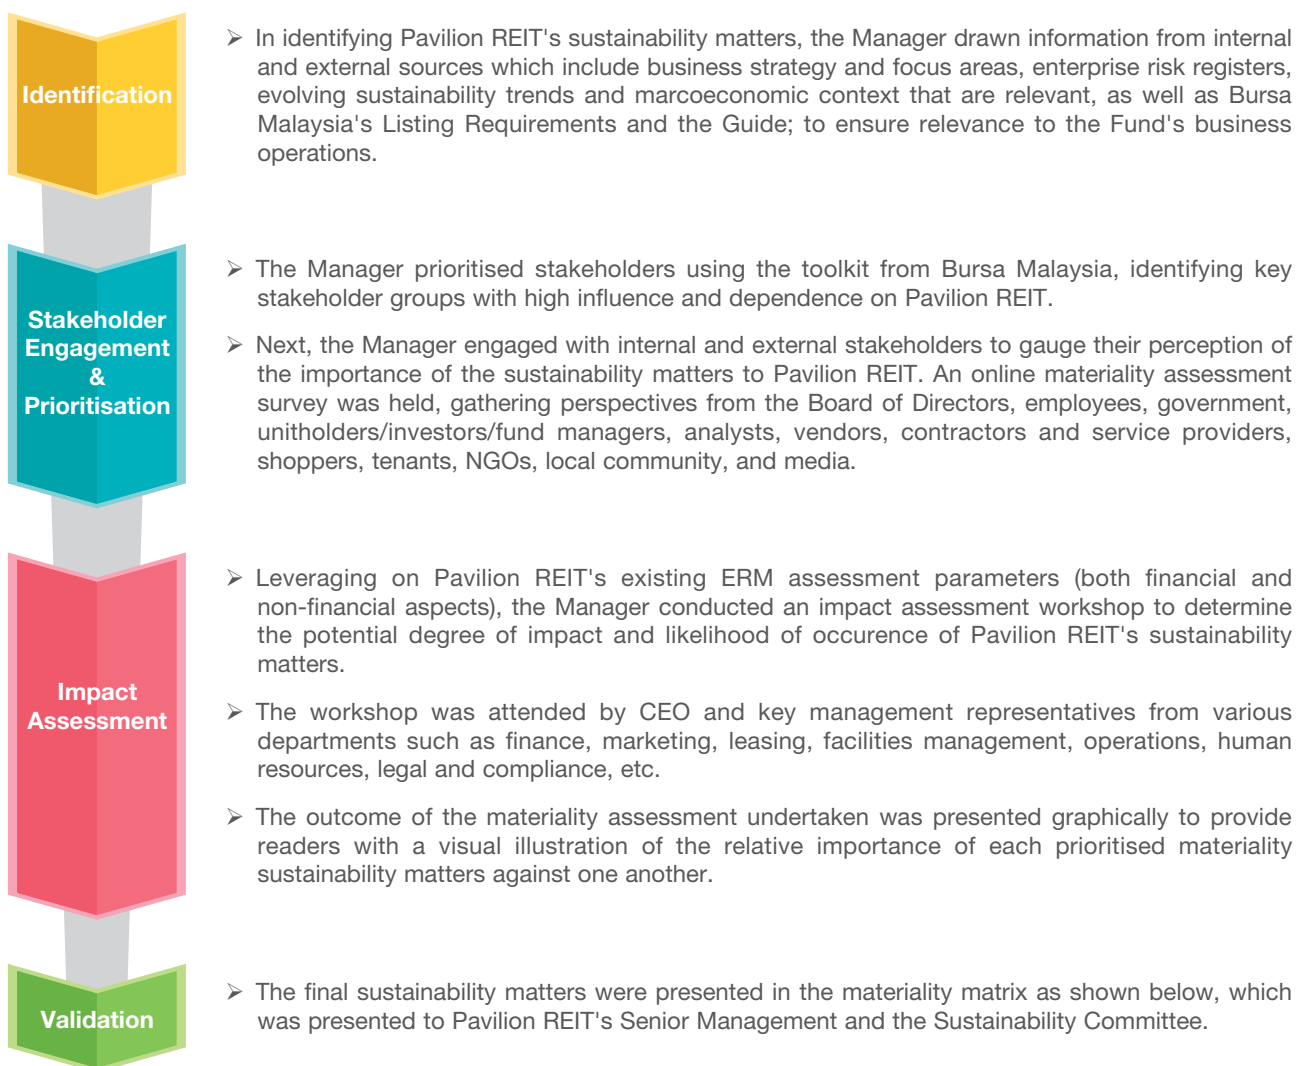 Identification
➢ In identifying Pavilion REIT's sustainability matters, the Manager drawn information from internal
and external sources which include business strategy and focus areas, enterprise risk registers,
evolving sustainability trends and marcoeconomic context that are relevant, as well as Bursa
Malaysia's Listing Requirements and the Guide; to ensure relevance to the Fund's business
operations.
Stakeholder
Engagement
&
Prioritisation
➢ The Manager prioritised stakeholders using the toolkit from Bursa Malaysia, identifying key
stakeholder groups with high influence and dependence on Pavilion REIT.
➢ Next, the Manager engaged with internal and external stakeholders to gauge their perception of
the importance of the sustainability matters to Pavilion REIT. An online materiality assessment
survey was held, gathering perspectives from the Board of Directors, employees, government,
unitholders/investors/fund managers, analysts, vendors, contractors and service providers,
shoppers, tenants, NGOs, local community, and media.
Impact
Assessment
➢ Leveraging on Pavilion REIT's existing ERM assessment parameters (both financial and
non-financial aspects), the Manager conducted an impact assessment workshop to determine
the potential degree of impact and likelihood of occurence of Pavilion REIT's sustainability
matters.
➢ The workshop was attended by CEO and key management representatives from various
departments such as finance, marketing, leasing, facilities management, operations, human
resources, legal and compliance, etc.
➢ The outcome of the materiality assessment undertaken was presented graphically to provide
readers with a visual illustration of the relative importance of each prioritised materiality
sustainability matters against one another.
Validation
➢ The final sustainability matters were presented in the materiality matrix as shown below, which
was presented to Pavilion REIT's Senior Management and the Sustainability Committee.